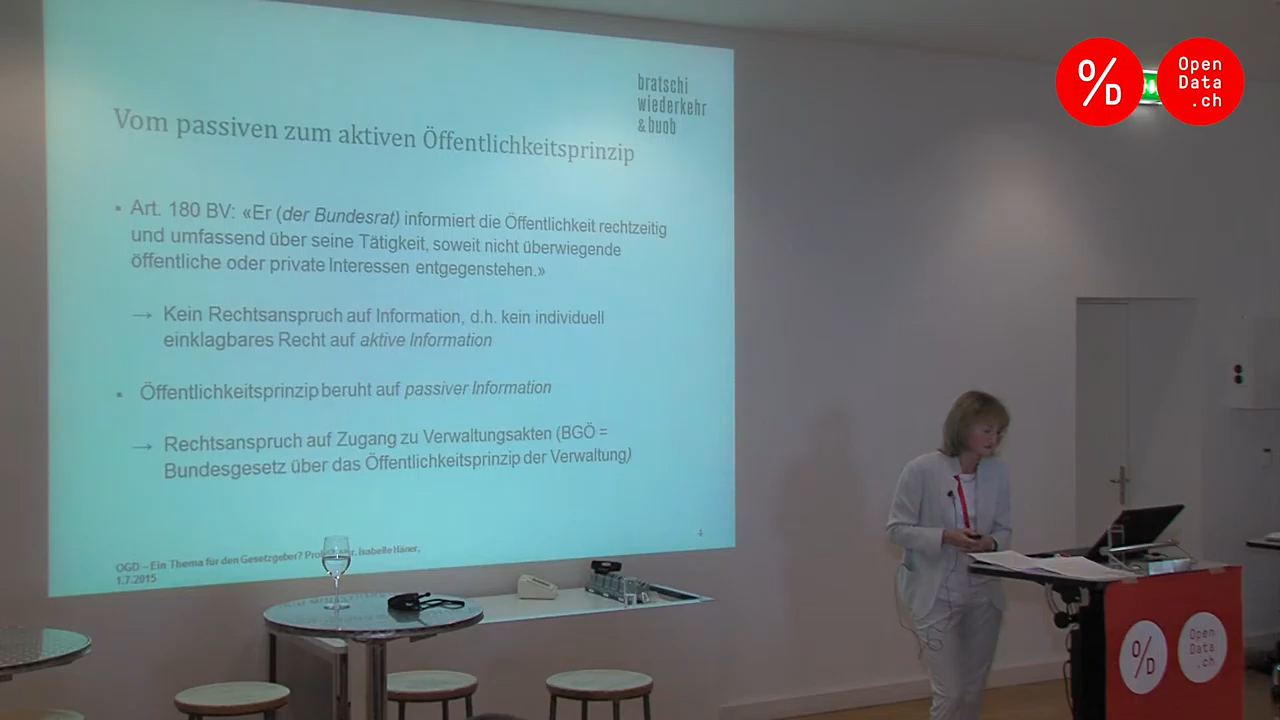 bratschi
wiederkehr
& buob
Vom passiven zum aktiven Öffentlichkeitsprinzip
▪ Art. 180 BV: «Er (der Bundesrat) informiert die Öffentlichkeit rechtzeitig
und umfassend über seine Tätigkeit, soweit nicht überwiegende
öffentliche oder private Interessen entgegenstehen.»
→ Kein Rechtsanspruch auf Information, d.h. kein individuell
einklagbares Recht auf aktive Information
▪ Öffentlichkeitsprinzip beruht auf passiver Information
→ Rechtsanspruch auf Zugang zu Verwaltungsakten (BGÖ =
Bundesgesetz über das Öffentlichkeitsprinzip der Verwaltung)
OGD – Ein Thema für den Gesetzgeber? Isabelle Häner,
1.7.2015
%D
Open
Data
.ch
%D
Open
Data
.ch